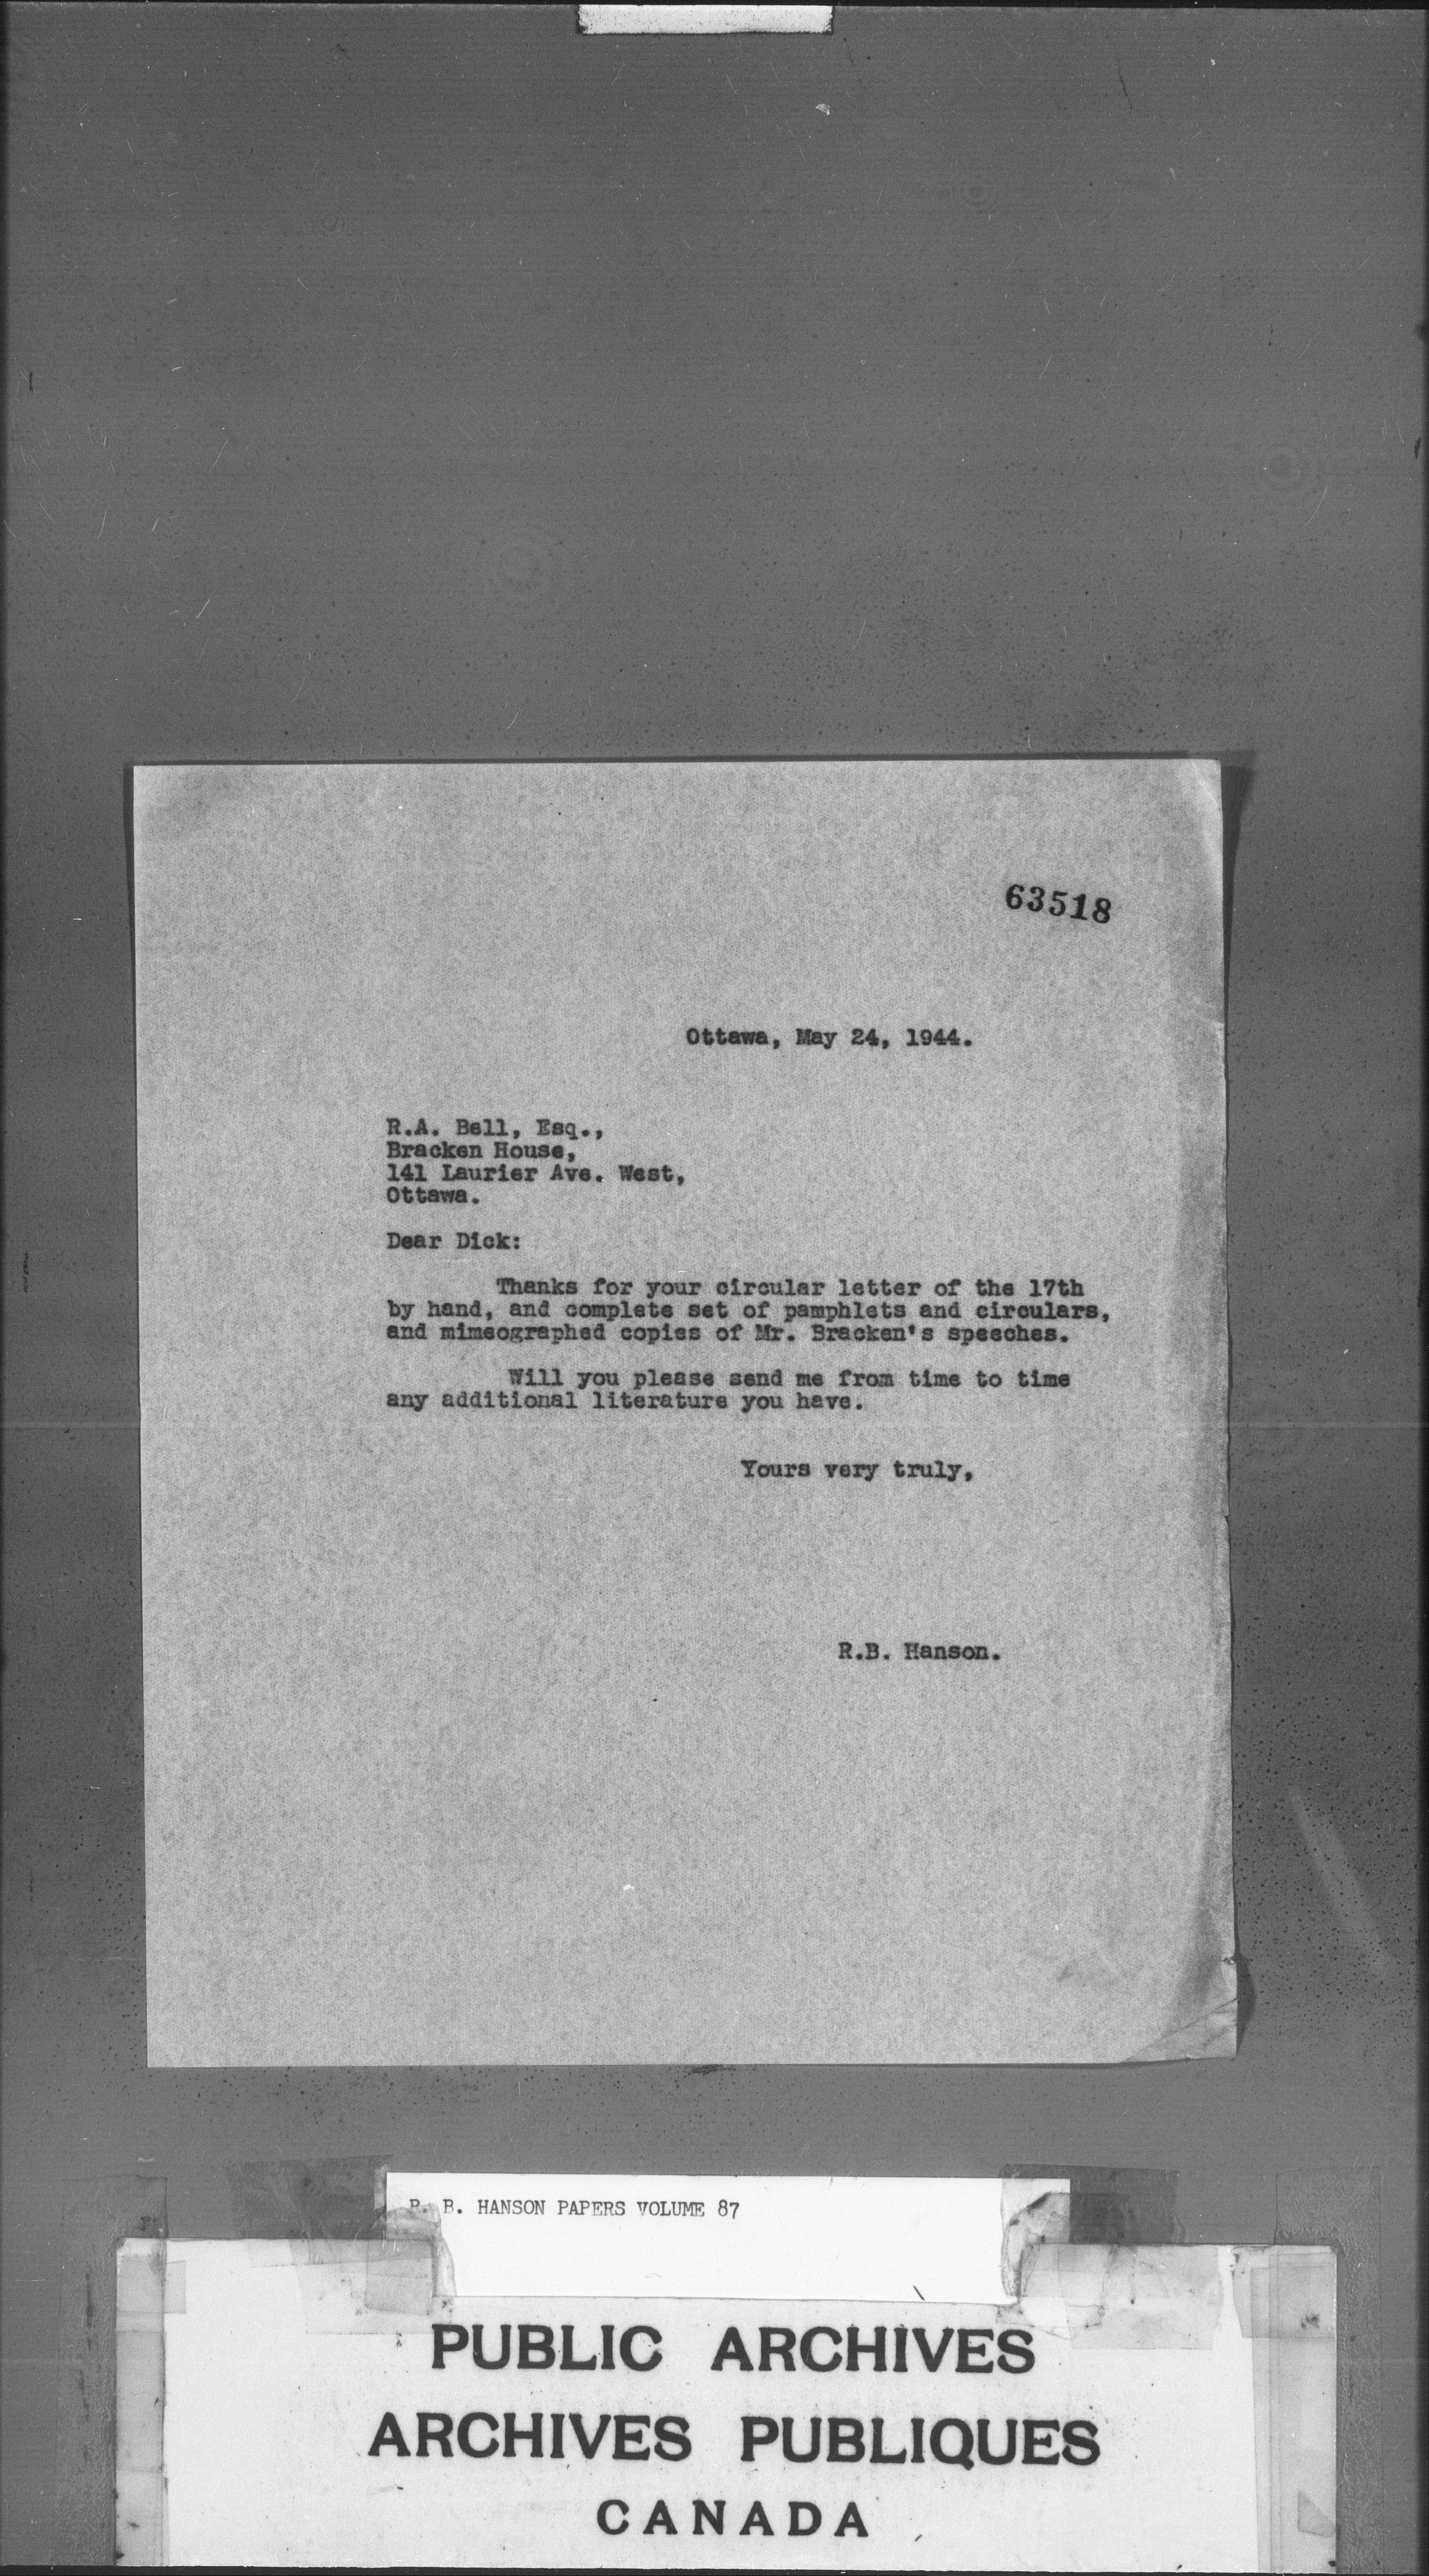 63518
Ottawa, May 24, 1944.
R.A. Bell, Esq.,
Bracken House,
141 Laurier Ave. West,
Ottawa.
Dear Dick:
Thanks for your circular letter of the 17th
by hand, and complete set of pamphlets and circulars,
and mimeographed copies of Mr. Bracken's speeches.
Will you please send me from time to time
any additional literature you have.
Yours very truly,
R.B. Hanson.
R. B. HANSON PAPERS VOLUME 87
PUBLIC ARCHIVES
ARCHIVES PUBLIQUES
CANADA